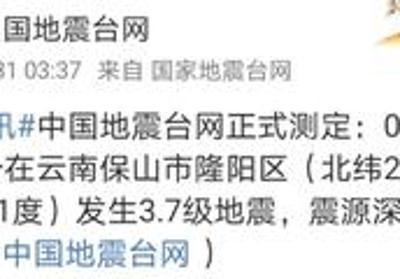 国地震台网
31 03:37 来自 国家地震台网
讯#中国地震台网正式测定：0
在云南保山市隆阳区（北纬2
1度）发生3.7级地震，震源深
中国地震台网 ）